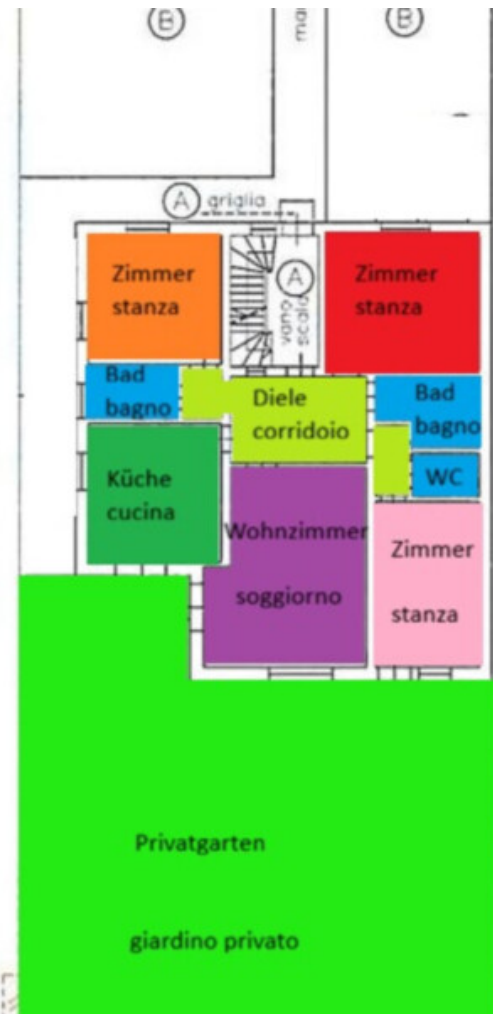 B
B
A griglia
Zimmer
stanza
A
vano
scala
Zimmer
stanza
Bad
bagno
Diele
corridoio
Bad
bagno
WC
Küche
cucina
Wohnzimmer
soggiorno
Zimmer
stanza
Privatgarten
giardino privato